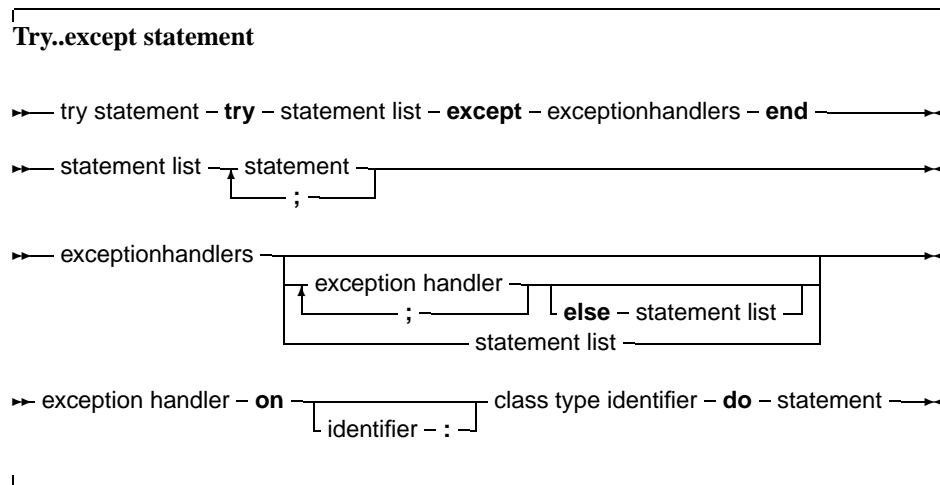 Try..except statement
try statement try statement list except exceptionhandlers end
statement list statement
;
exceptionhandlers
exception handler
; else statement list
statement list
exception handler on class type identifier do statement
identifier :